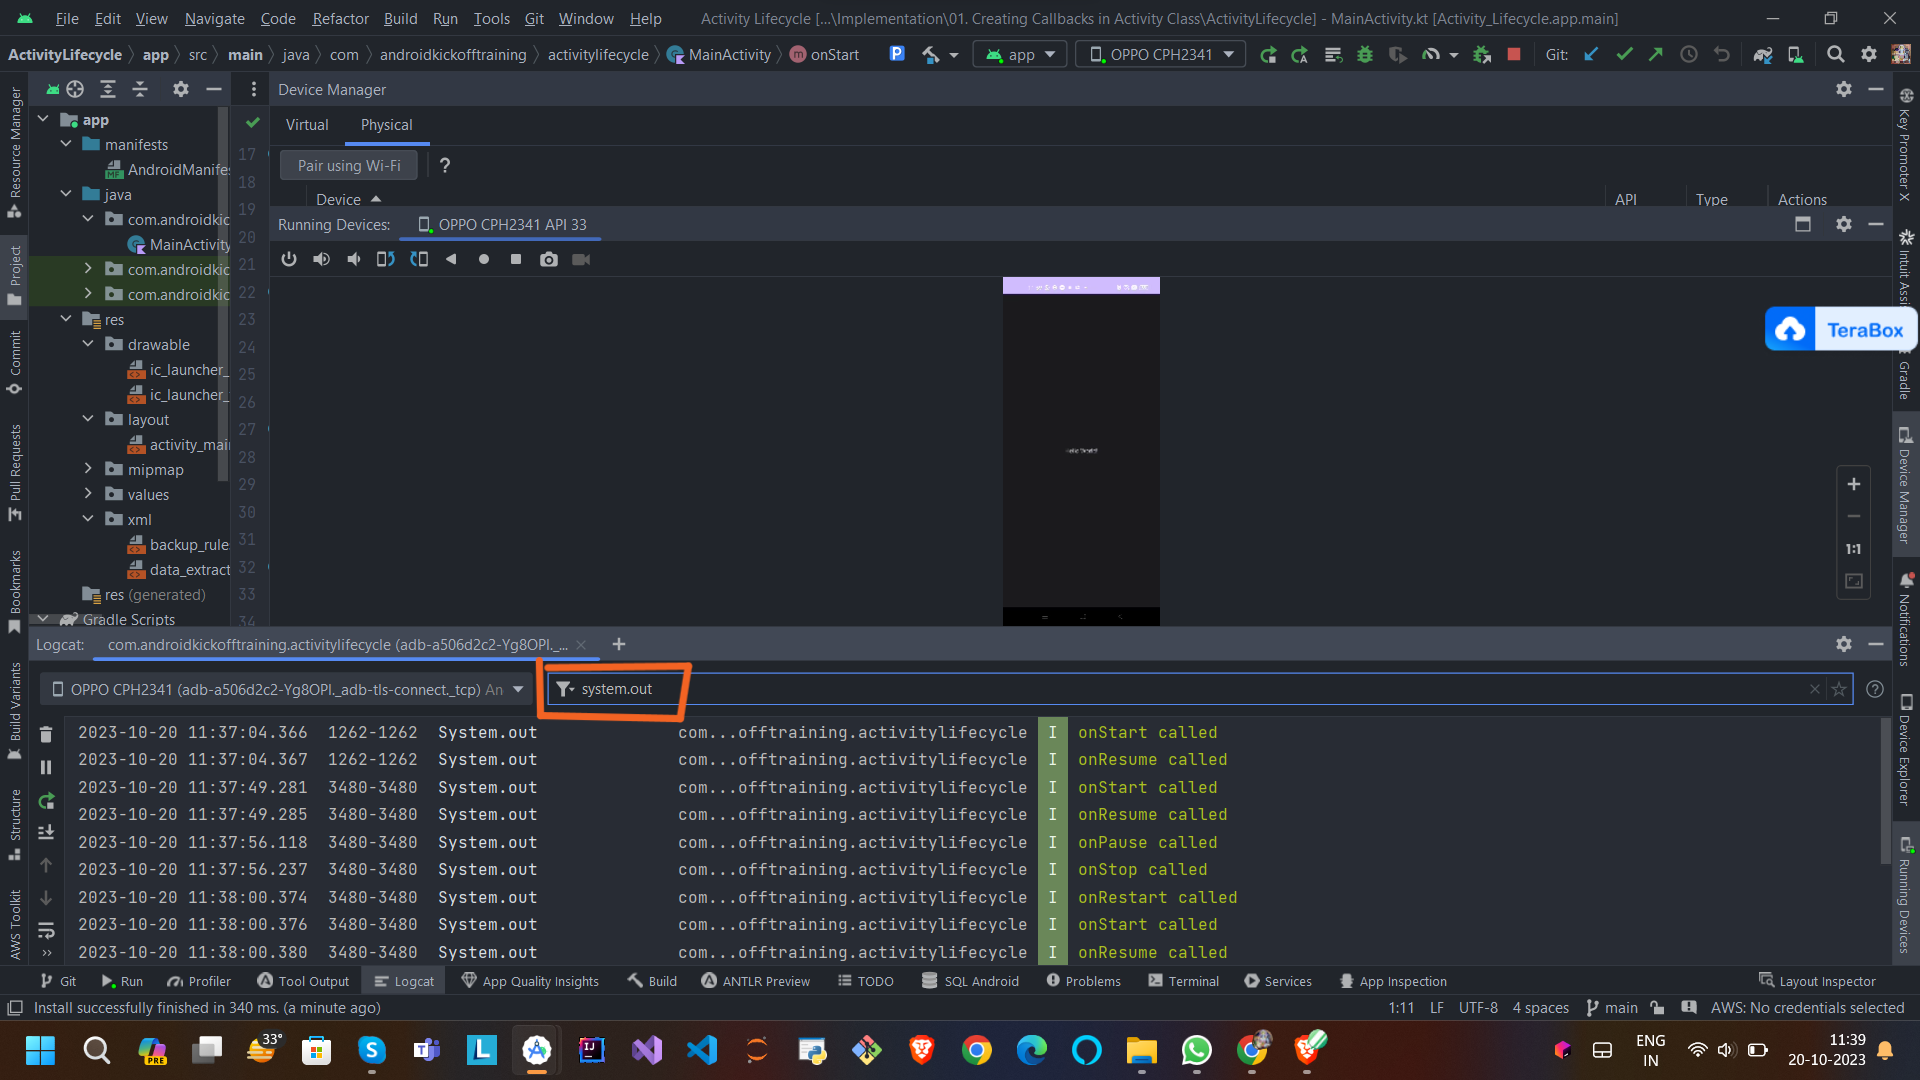 File Edit View Navigate Code Refactor Build Run Tools Git Window Help Activity Lifecycle [...\Implementation\01. Creating Callbacks in Activity Class\ActivityLifecycle] - MainActivity.kt [Activity_Lifecycle.app.main]
ActivityLifecycle app src main java com androidkickofftraining activitylifecycle MainActivity onStart app OPPO CPH2341 Git:
Device Manager
Virtual Physical
Pair using Wi-Fi ?
Device API Type Actions
Running Devices: OPPO CPH2341 API 33
app
manifests
AndroidManifes
java
com.androidkic
MainActivity
com.androidkic
com.androidkic
res
drawable
ic_launcher_
ic_launcher_
layout
activity_mai
mipmap
values
xml
backup_rule
data_extract
res (generated)
Gradle Scripts
17
18
19
20
21
22
23
24
25
26
27
28
29
30
31
32
33
34
Resource Manager
Project
Commit
Pull Requests
Bookmarks
Build Variants
Structure
AWS Toolkit
TeraBox
1:1
Key Promoter X
Intuit Assis
Gradle
Device Manager
Notifications
Device Explorer
Running Devices
Logcat: com.androidkickofftraining.activitylifecycle (adb-a506d2c2-Yg8OPl._...
OPPO CPH2341 (adb-a506d2c2-Yg8OPl._adb-tls-connect._tcp) An system.out
2023-10-20 11:37:04.366 1262-1262 System.out com...offtraining.activitylifecycle I onStart called
2023-10-20 11:37:04.367 1262-1262 System.out com...offtraining.activitylifecycle I onResume called
2023-10-20 11:37:49.281 3480-3480 System.out com...offtraining.activitylifecycle I onStart called
2023-10-20 11:37:49.285 3480-3480 System.out com...offtraining.activitylifecycle I onResume called
2023-10-20 11:37:56.118 3480-3480 System.out com...offtraining.activitylifecycle I onPause called
2023-10-20 11:37:56.237 3480-3480 System.out com...offtraining.activitylifecycle I onStop called
2023-10-20 11:38:00.374 3480-3480 System.out com...offtraining.activitylifecycle I onRestart called
2023-10-20 11:38:00.376 3480-3480 System.out com...offtraining.activitylifecycle I onStart called
2023-10-20 11:38:00.380 3480-3480 System.out com...offtraining.activitylifecycle I onResume called
Git Run Profiler Tool Output Logcat App Quality Insights Build ANTLR Preview TODO SQL Android Problems Terminal Services App Inspection Layout Inspector
Install successfully finished in 340 ms. (a minute ago) 1:11 LF UTF-8 4 spaces main AWS: No credentials selected
PRE 33° ENG IN 11:39 20-10-2023